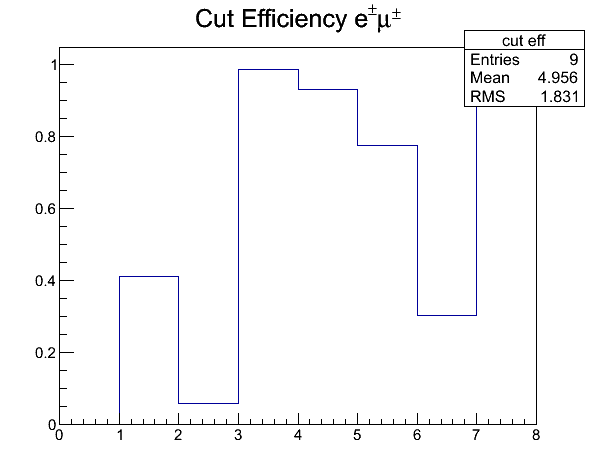 Cut Efficiency e±μ±
cut eff
Entries 9
Mean 4.956
RMS 1.831
1
0.8
0.6
0.4
0.2
0
0 1 2 3 4 5 6 7 8